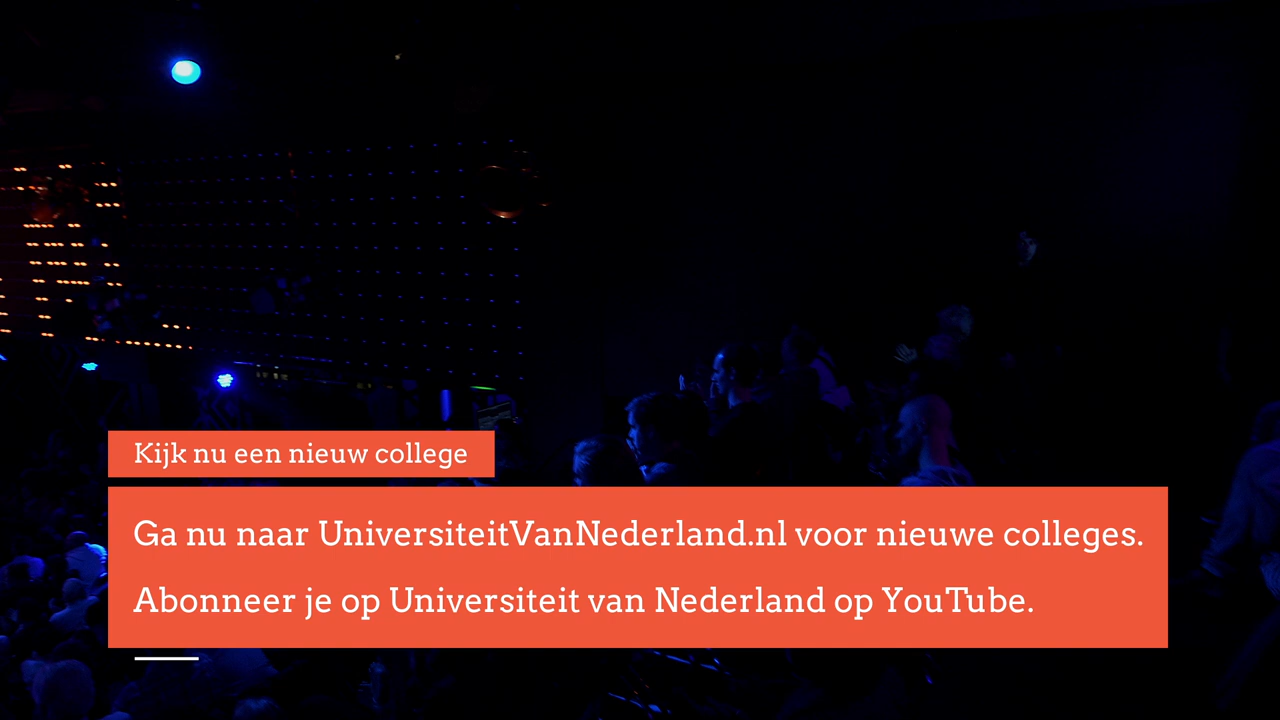 Kijk nu een nieuw college
Ga nu naar UniversiteitVanNederland.nl voor nieuwe colleges.
Abonneer je op Universiteit van Nederland op YouTube.